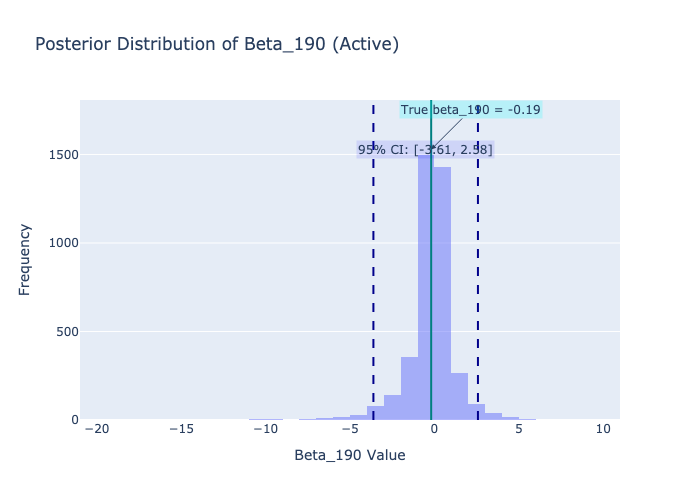 Posterior Distribution of Beta_190 (Active)
True beta_190 = -0.19
95% CI: [-3.61, 2.58]
1500
1000
500
0
Frequency
−20 −15 −10 −5 0 5 10
Beta_190 Value